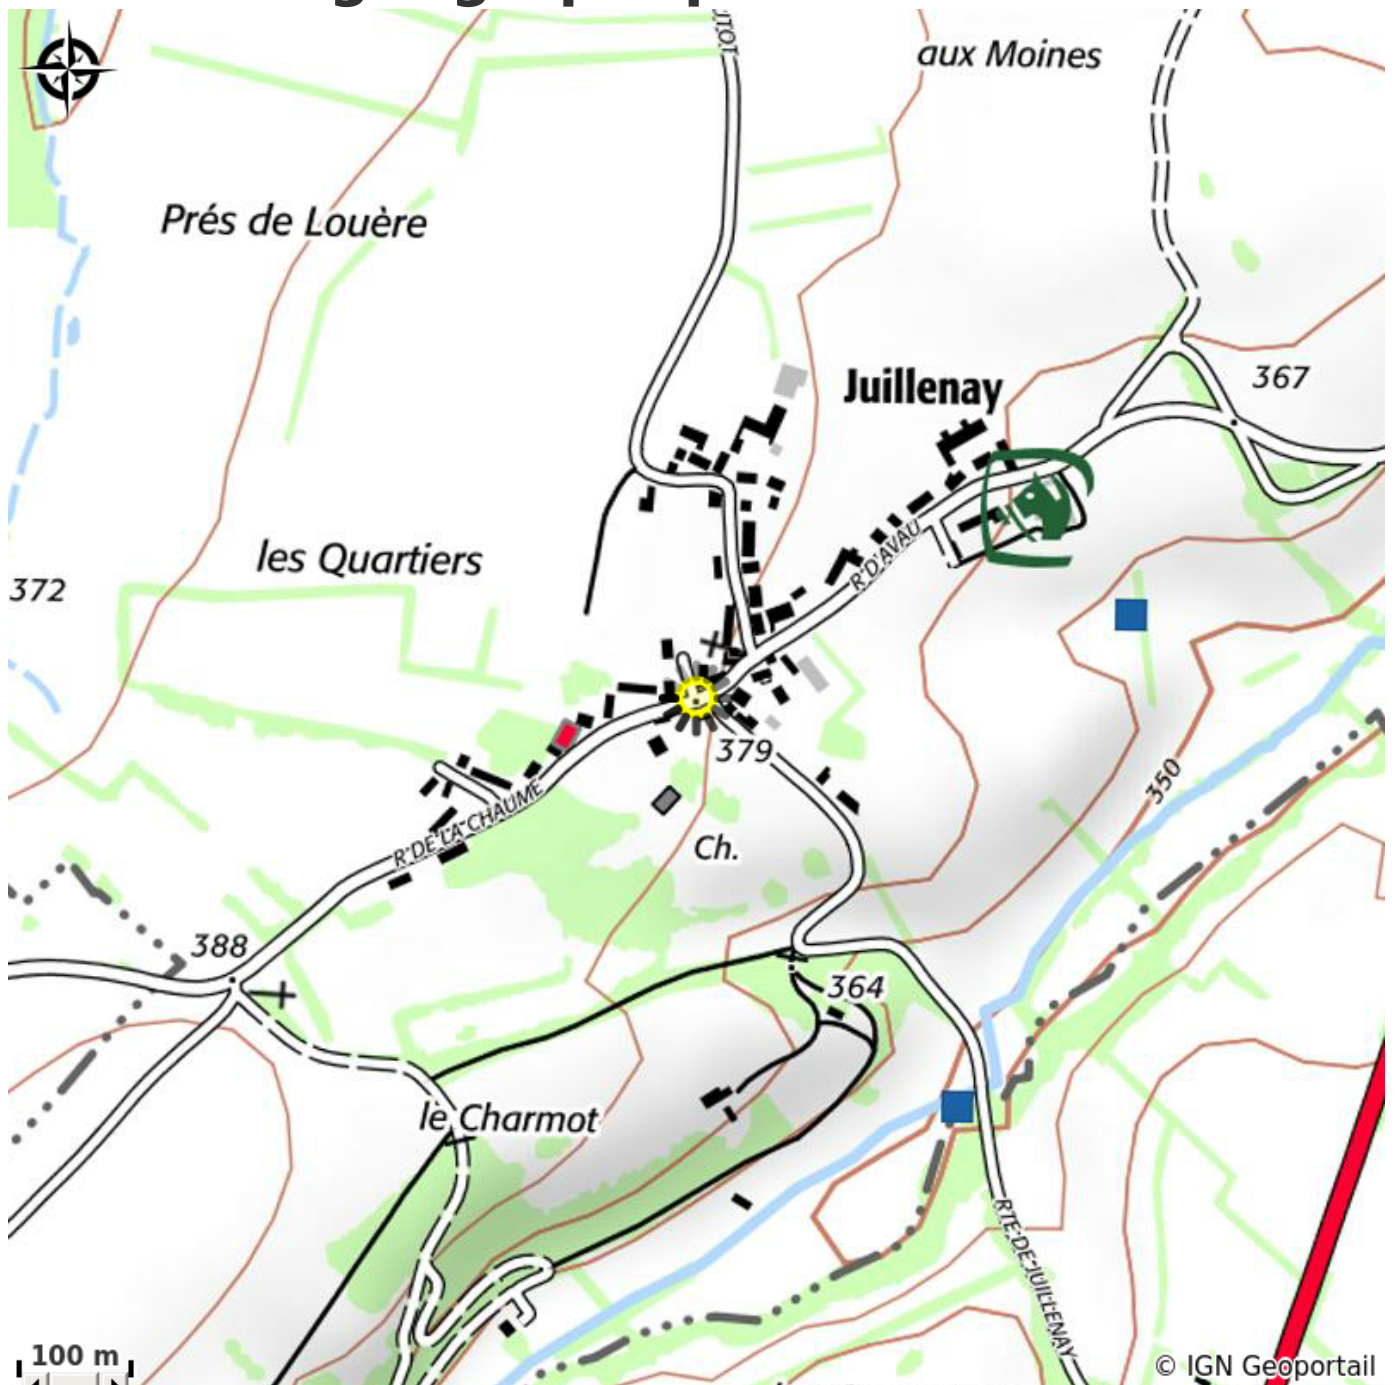 aux Moines
Prés de Louère
Juillenay
367
les Quartiers
372
R D'AVAU
379
350
R DE LA CHAUME
Ch.
388
364
le Charmot
RTE DE JUILLENAY
100 m
© IGN Geoportail